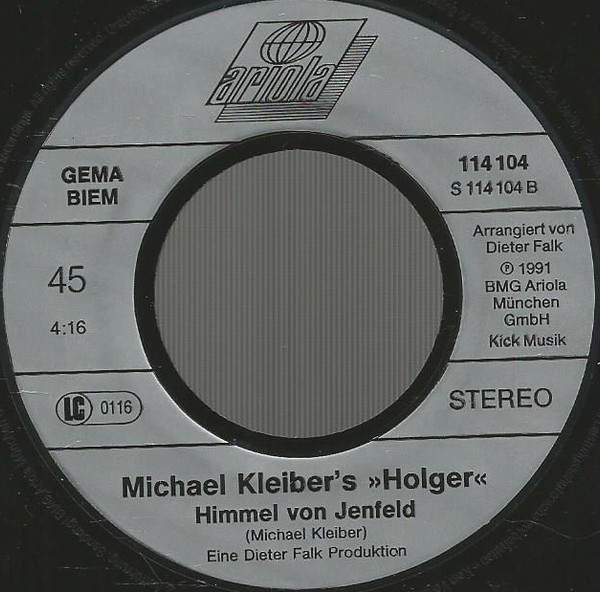 ariola
GEMA
BIEM
114 104
S 114 104 B
45
4:16
Arrangiert von
Dieter Falk
℗ 1991
BMG Ariola
München
GmbH
Kick Musik
LC 0116
STEREO
Michael Kleiber's »Holger«
Himmel von Jenfeld
(Michael Kleiber)
Eine Dieter Falk Produktion